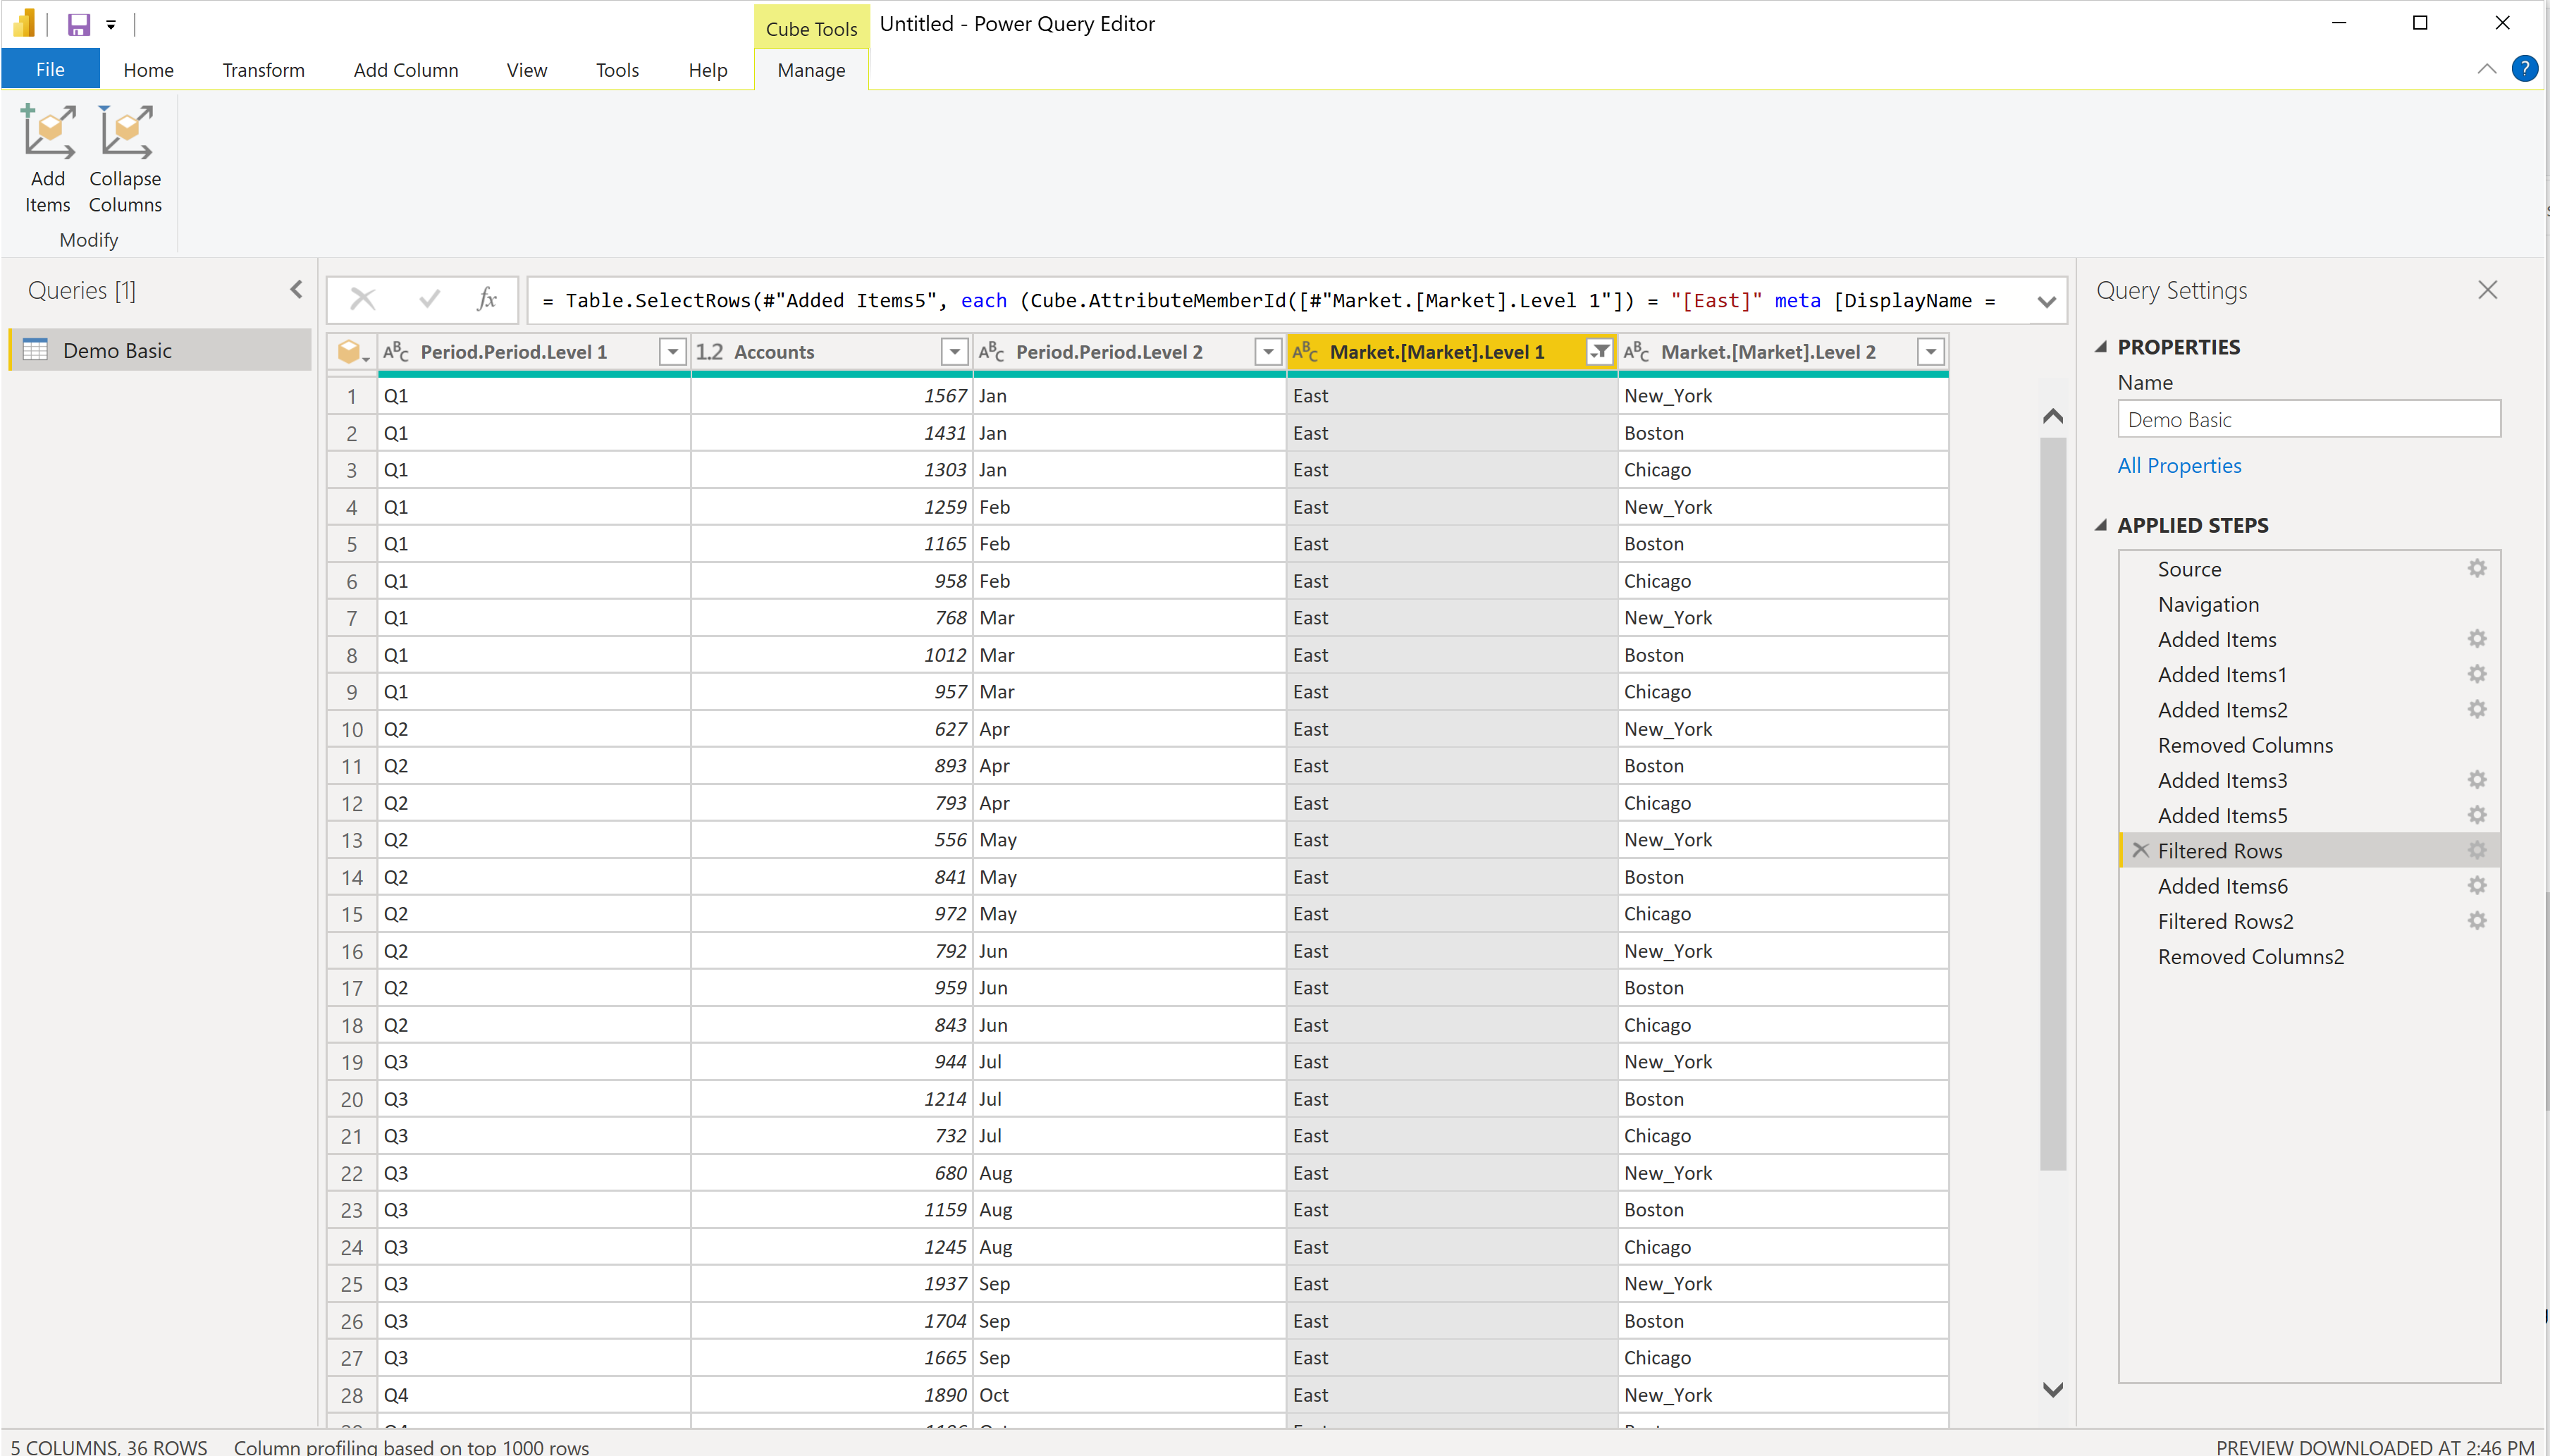 Cube Tools
Untitled - Power Query Editor
File Home Transform Add Column View Tools Help Manage
?
Add Items
Collapse Columns
Modify
Queries [1]
Demo Basic
fx
= Table.SelectRows(#"Added Items5", each (Cube.AttributeMemberId([#"Market.[Market].Level 1"]) = "[East]" meta [DisplayName =
ABC Period.Period.Level 1 1.2 Accounts ABC Period.Period.Level 2 ABC Market.[Market].Level 1 ABC Market.[Market].Level 2
1 Q1 1567 Jan East New_York
2 Q1 1431 Jan East Boston
3 Q1 1303 Jan East Chicago
4 Q1 1259 Feb East New_York
5 Q1 1165 Feb East Boston
6 Q1 958 Feb East Chicago
7 Q1 768 Mar East New_York
8 Q1 1012 Mar East Boston
9 Q1 957 Mar East Chicago
10 Q2 627 Apr East New_York
11 Q2 893 Apr East Boston
12 Q2 793 Apr East Chicago
13 Q2 556 May East New_York
14 Q2 841 May East Boston
15 Q2 972 May East Chicago
16 Q2 792 Jun East New_York
17 Q2 959 Jun East Boston
18 Q2 843 Jun East Chicago
19 Q3 944 Jul East New_York
20 Q3 1214 Jul East Boston
21 Q3 732 Jul East Chicago
22 Q3 680 Aug East New_York
23 Q3 1159 Aug East Boston
24 Q3 1245 Aug East Chicago
25 Q3 1937 Sep East New_York
26 Q3 1704 Sep East Boston
27 Q3 1665 Sep East Chicago
28 Q4 1890 Oct East New_York
Query Settings
PROPERTIES
Name
Demo Basic
All Properties
APPLIED STEPS
Source
Navigation
Added Items
Added Items1
Added Items2
Removed Columns
Added Items3
Added Items5
Filtered Rows
Added Items6
Filtered Rows2
Removed Columns2
5 COLUMNS, 36 ROWS Column profiling based on top 1000 rows
PREVIEW DOWNLOADED AT 2:46 PM